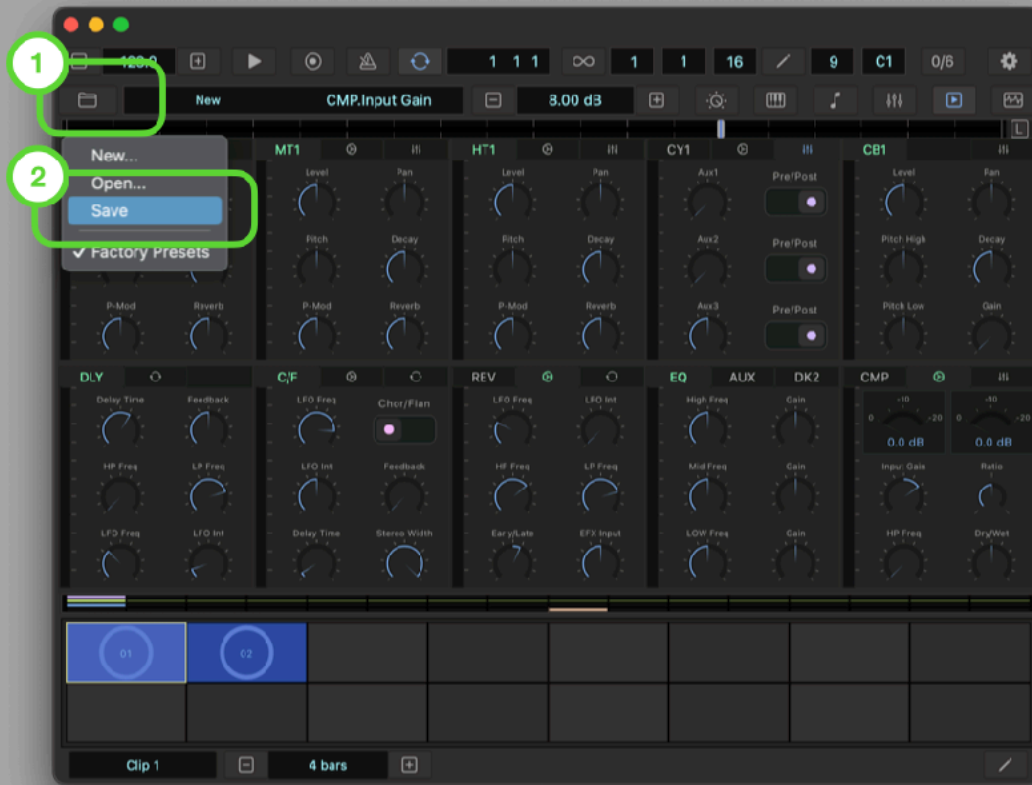 1
120.0
1 1 1
1
1
16
9
C1
0/6
New
CMP.Input Gain
8.00 dB
L
New...
2
Open...
Save
✓ Factory Presets
MT1
HT1
CY1
CB1
Level
Pan
Level
Pan
Aux1
Pre/Post
Level
Pan
Pitch
Decay
Pitch
Decay
Aux2
Pre/Post
Pitch High
Decay
P-Mod
Reverb
P-Mod
Reverb
P-Mod
Reverb
Aux3
Pre/Post
Pitch Low
Gain
DLY
C/F
REV
EQ
AUX
DK2
CMP
Delay Time
Feedback
LFO Freq
Chor/Flan
LFO Freq
LFO Int
High Freq
Gain
-10
0
-20
0.0 dB
-10
0
-20
0.0 dB
HP Freq
LP Freq
LFO Int
Feedback
HF Freq
LP Freq
Mid Freq
Gain
Input Gain
Ratio
LFO Freq
LFO Int
Delay Time
Stereo Width
Early/Late
EFX Input
LOW Freq
Gain
HP Freq
Dry/Wet
01
02
Clip 1
4 bars